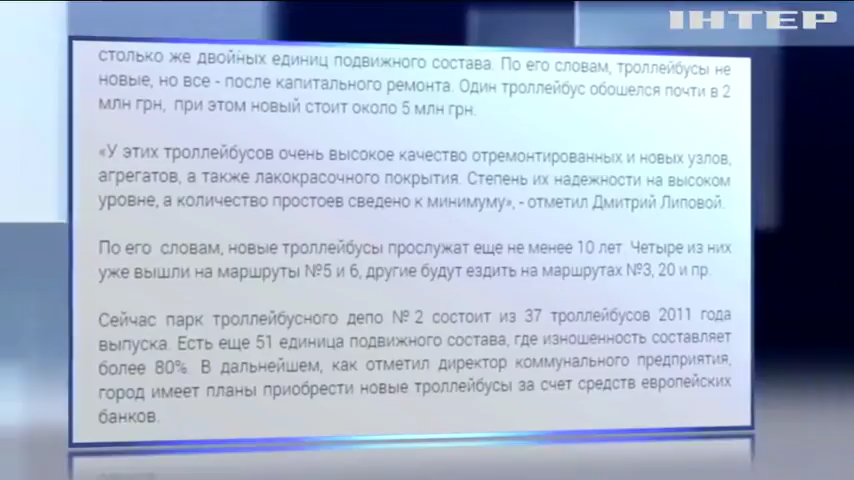 ІНТЕР
столько же двойных единиц подвижного состава. По его словам, троллейбусы не
новые, но все - после капитального ремонта. Один троллейбус обошелся почти в 2
млн грн, при этом новый стоит около 5 млн грн.
«У этих троллейбусов очень высокое качество отремонтированных и новых узлов,
агрегатов, а также лакокрасочного покрытия. Степень их надежности на высоком
уровне, а количество простоев сведено к минимуму», - отметил Дмитрий Липовой.
По его словам, новые троллейбусы прослужат еще не менее 10 лет. Четыре из них
уже вышли на маршруты №5 и 6, другие будут ездить на маршрутах №3, 20 и пр.
Сейчас парк троллейбусного депо №2 состоит из 37 троллейбусов 2011 года
выпуска. Есть еще 51 единица подвижного состава, где изношенность составляет
более 80%. В дальнейшем, как отметил директор коммунального предприятия,
город имеет планы приобрести новые троллейбусы за счет средств европейских
банков.